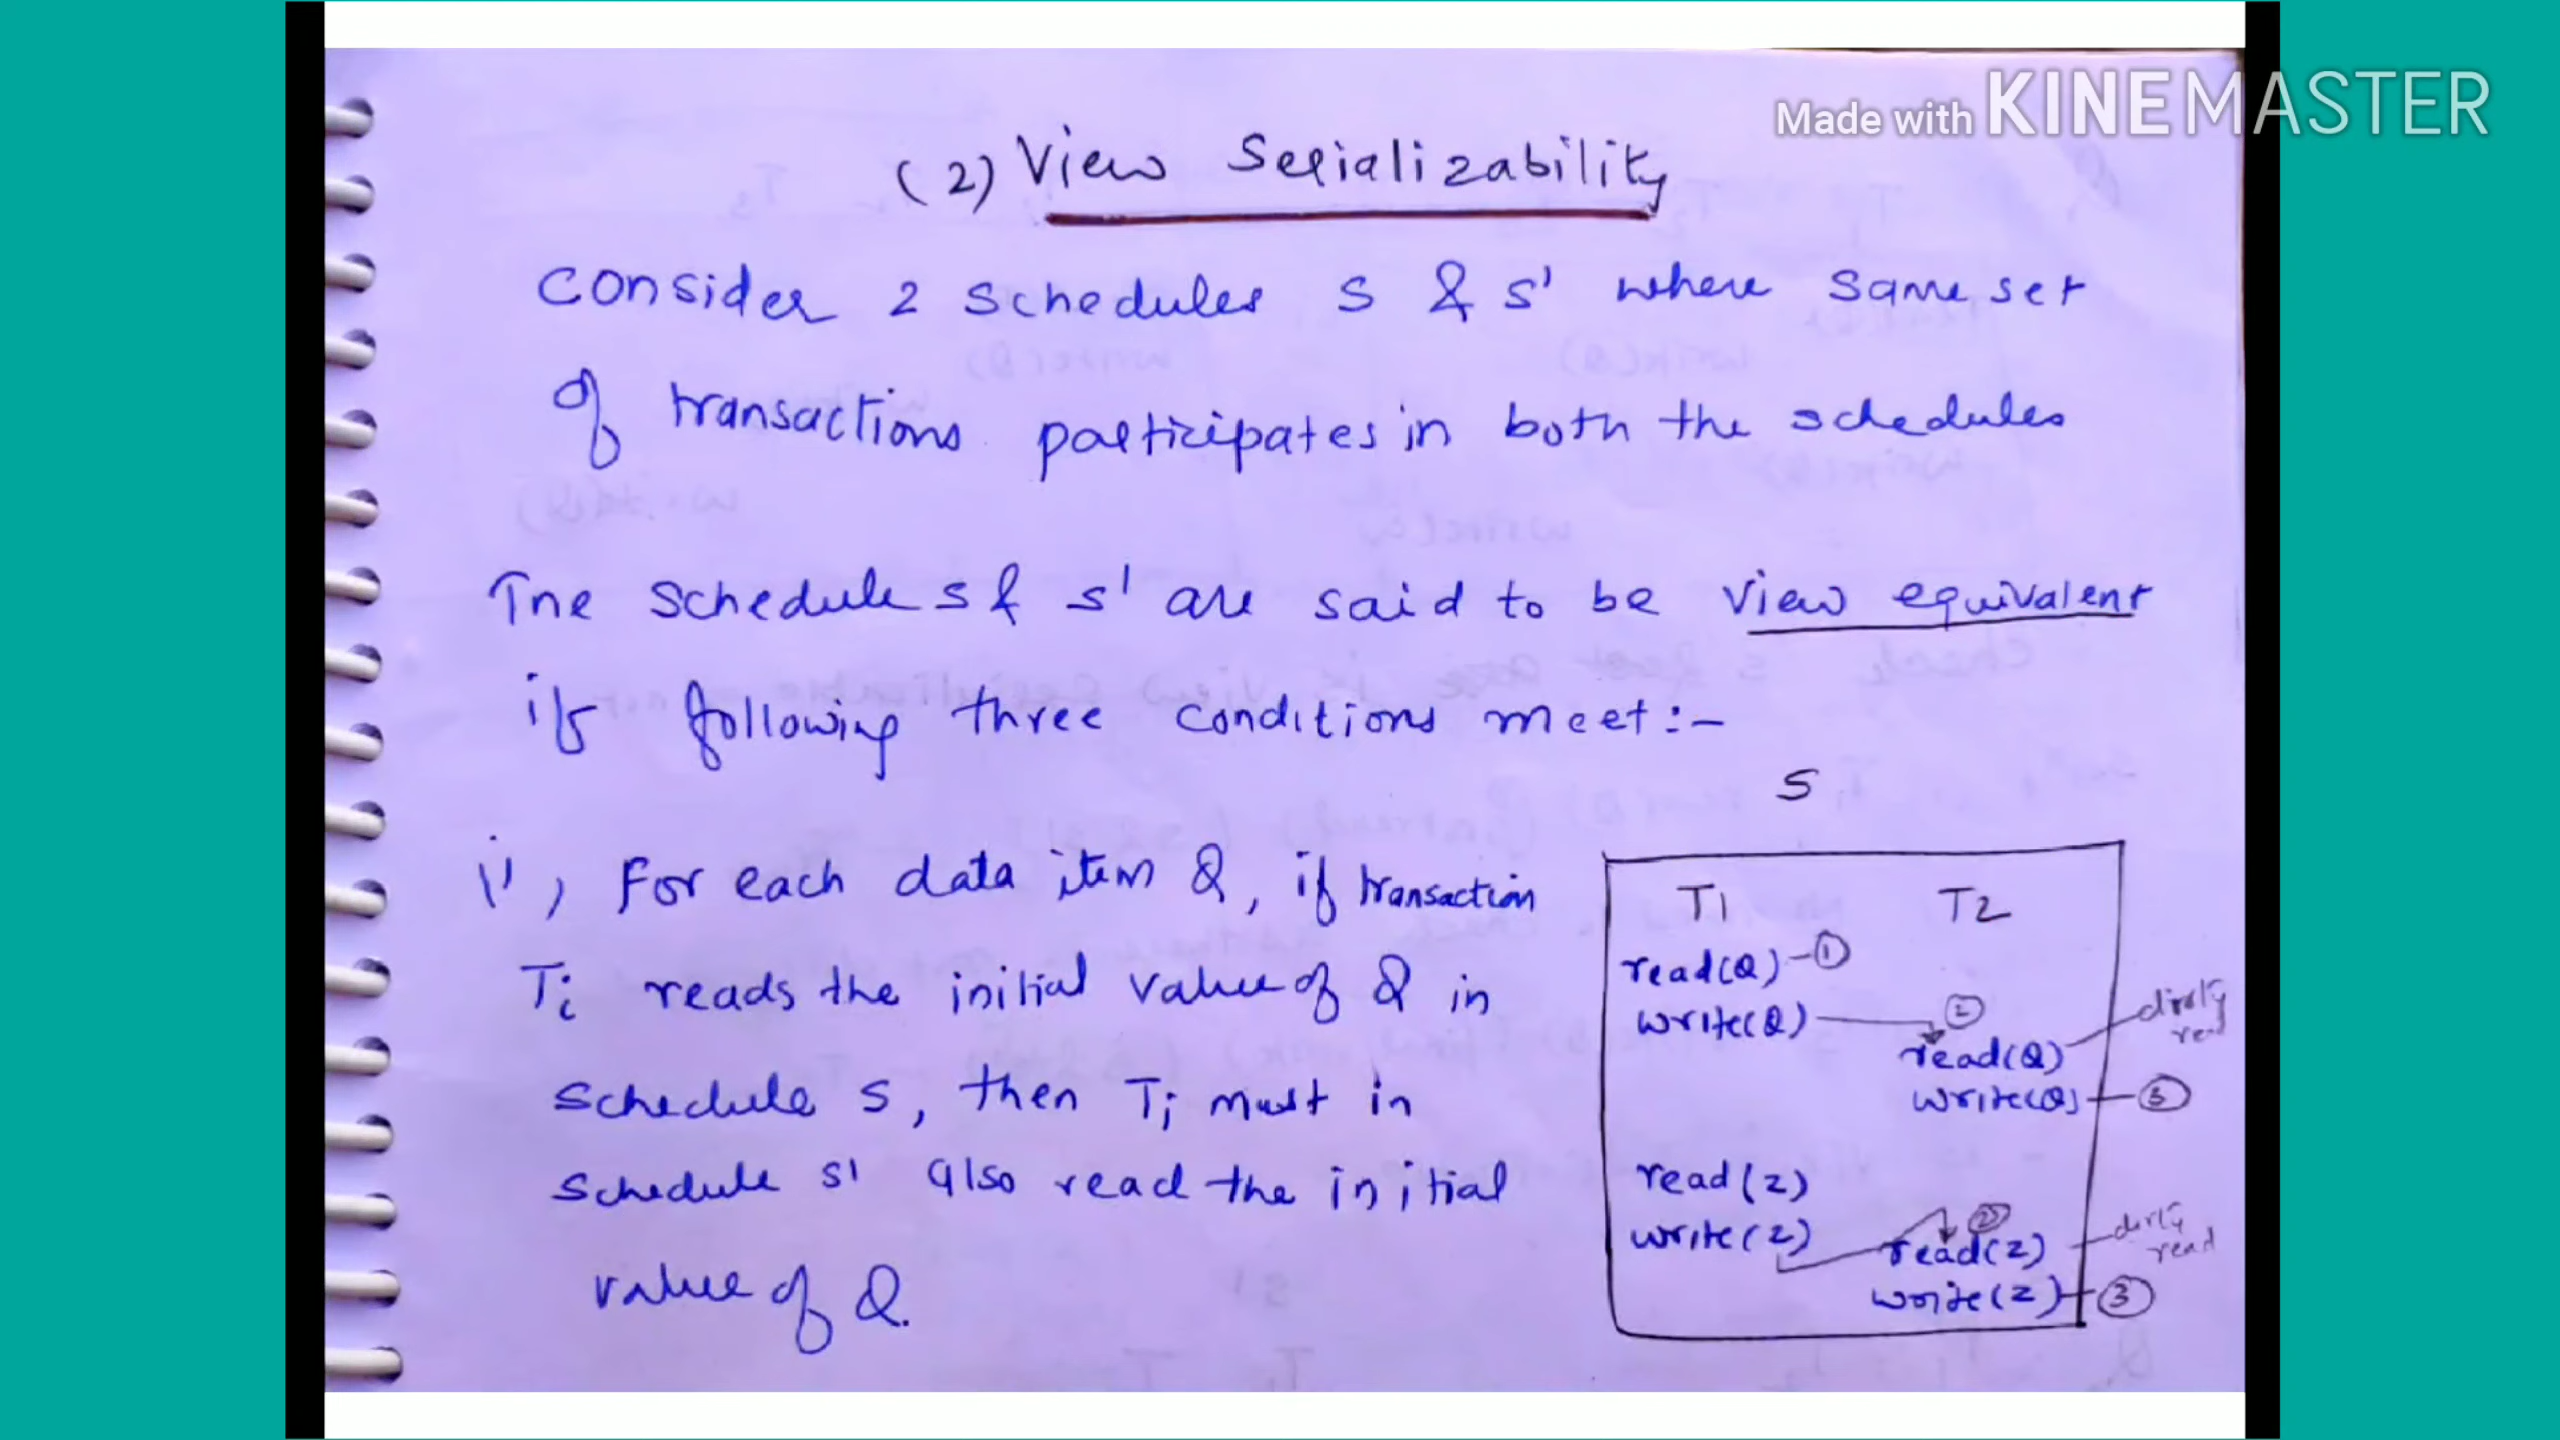 Made with KINEMASTER
(2) View Serializability
Consider 2 schedules S & S' where same set
of transactions participates in both the schedules
The schedule S & S' are said to be view equivalent
if following three conditions meet:-
S
i), For each data item Q, if transaction
Ti reads the initial value of Q in
schedule S, then Ti must in
schedule S' also read the initial
value of Q.
T1 T2
read(Q) - ①
write(Q)
②
read(Q)
write(Q) - ③
read(z)
write(z)
②
read(z)
dirty
read
write(z) - ③